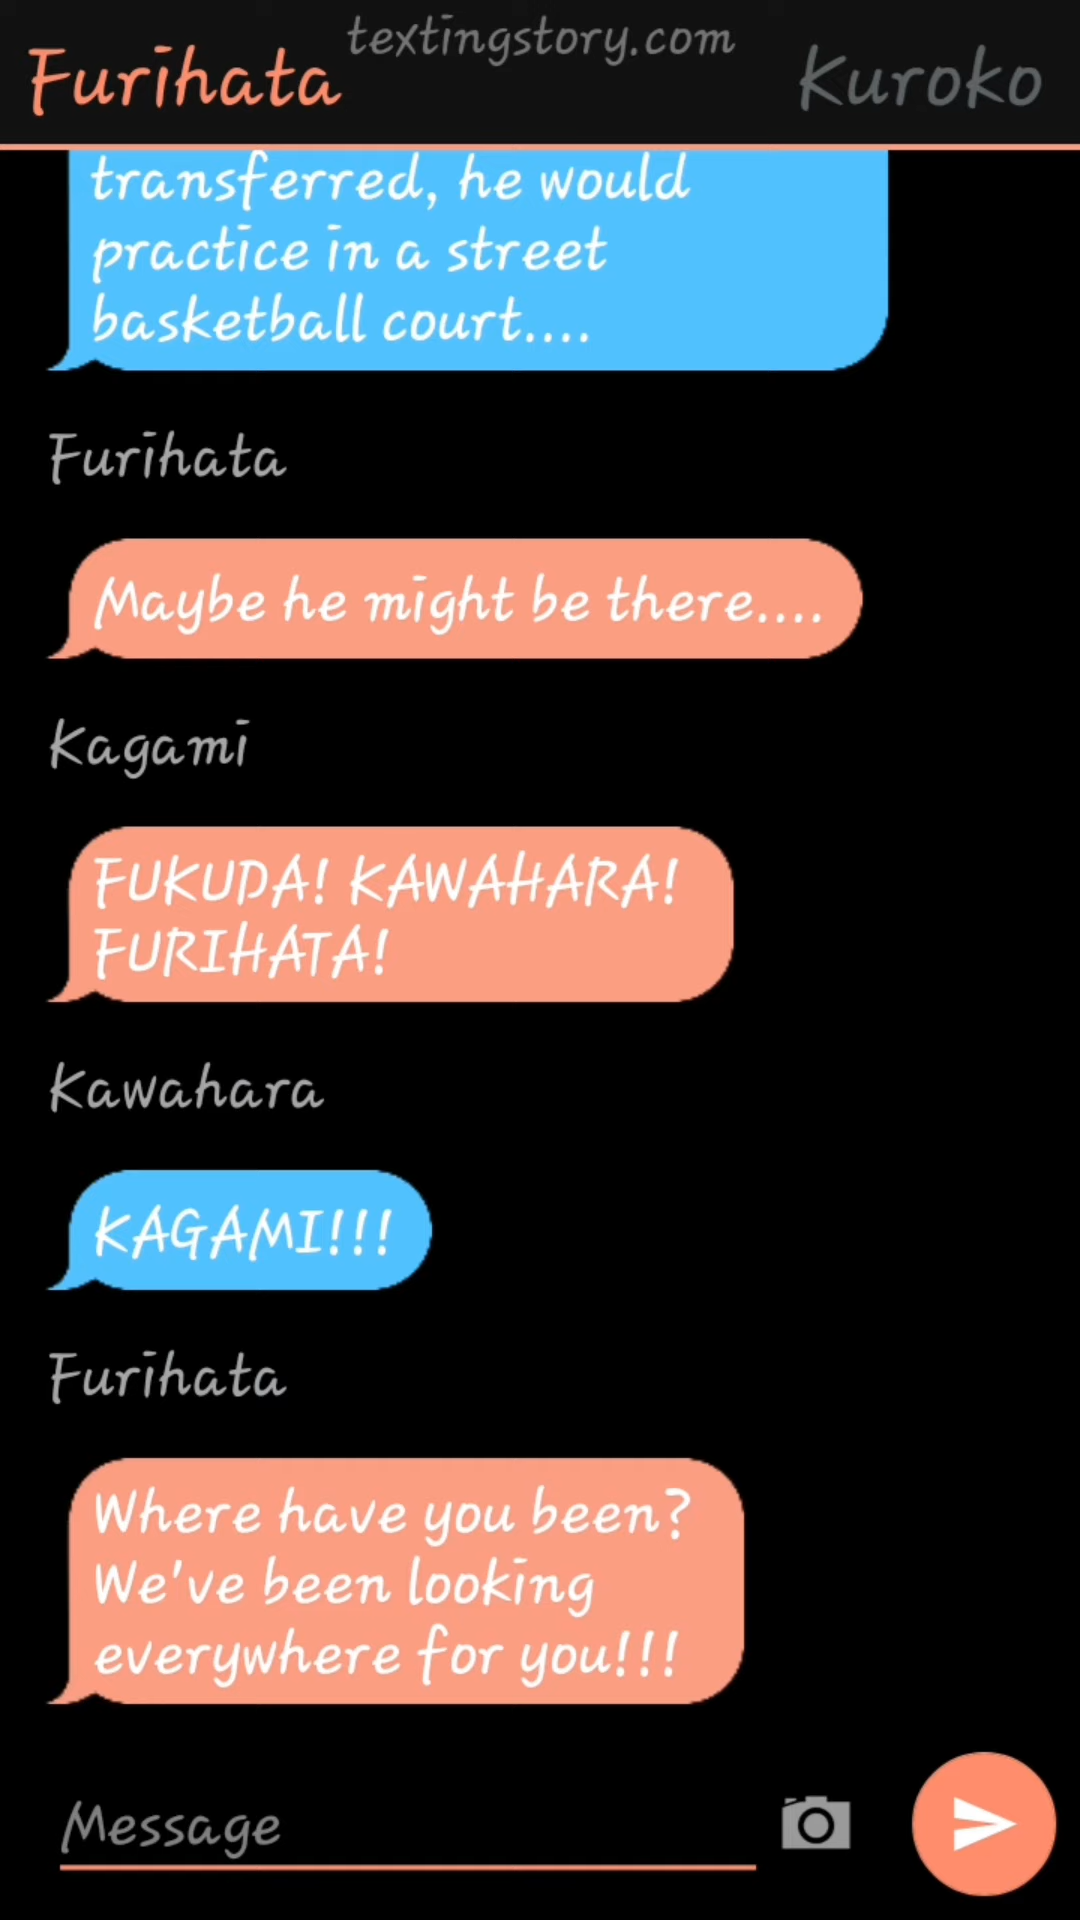 textingstory.com
Furihata Kuroko
transferred, he would
practice in a street
basketball court....
Furihata
Maybe he might be there....
Kagami
FUKUDA! KAWAHARA!
FURIHATA!
Kawahara
KAGAMI!!!
Furihata
Where have you been?
We've been looking
everywhere for you!!!
Message